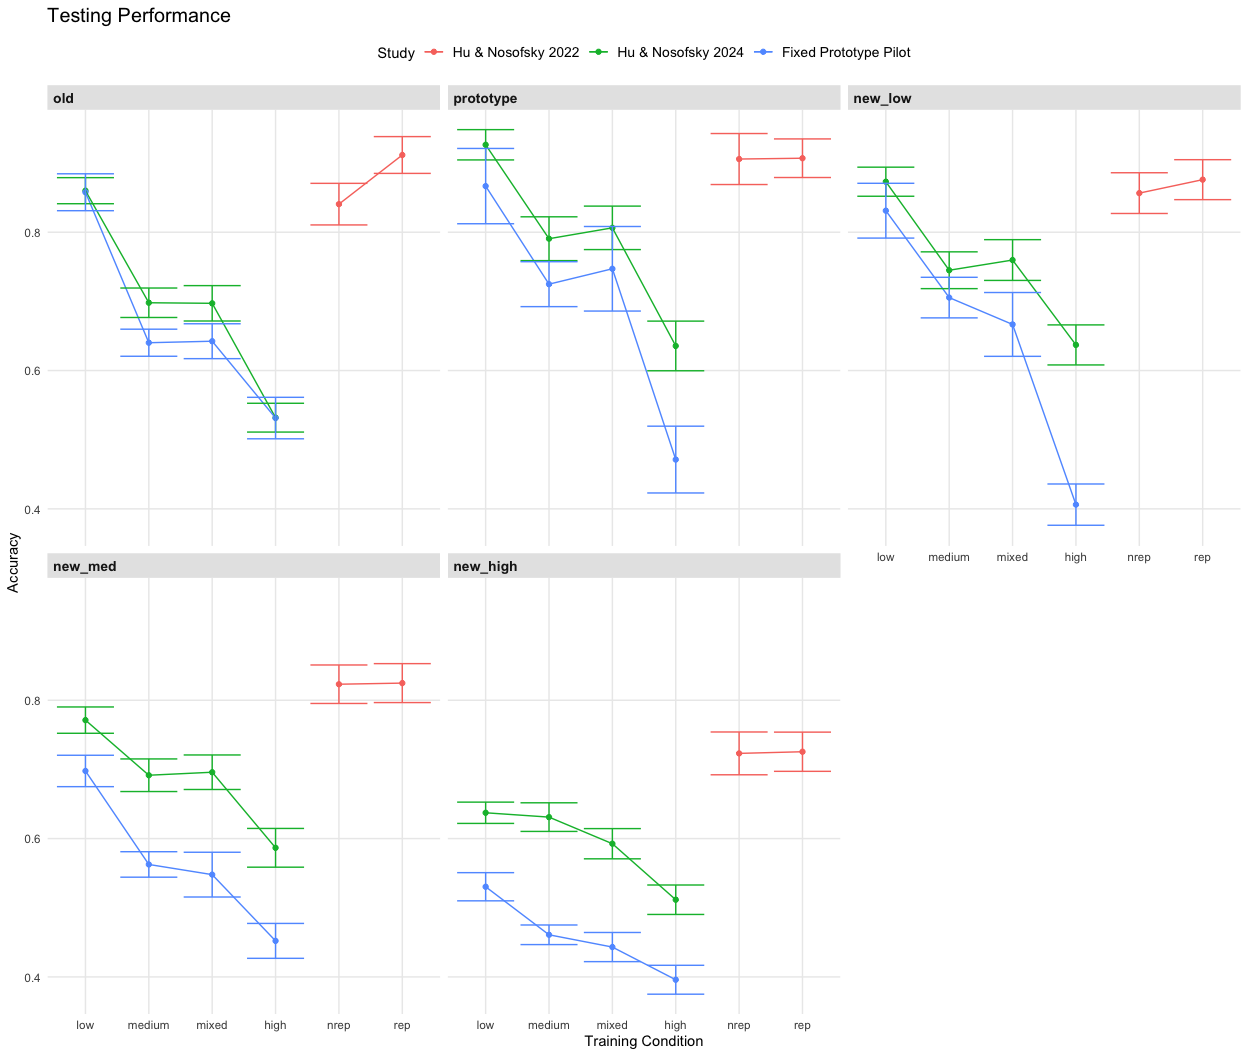 Testing Performance
Study Hu & Nosofsky 2022 Hu & Nosofsky 2024 Fixed Prototype Pilot
old prototype new_low
0.8
0.6
0.4
low medium mixed high nrep rep
Accuracy
new_med new_high
0.8
0.6
0.4
low medium mixed high nrep rep low medium mixed high nrep rep
Training Condition